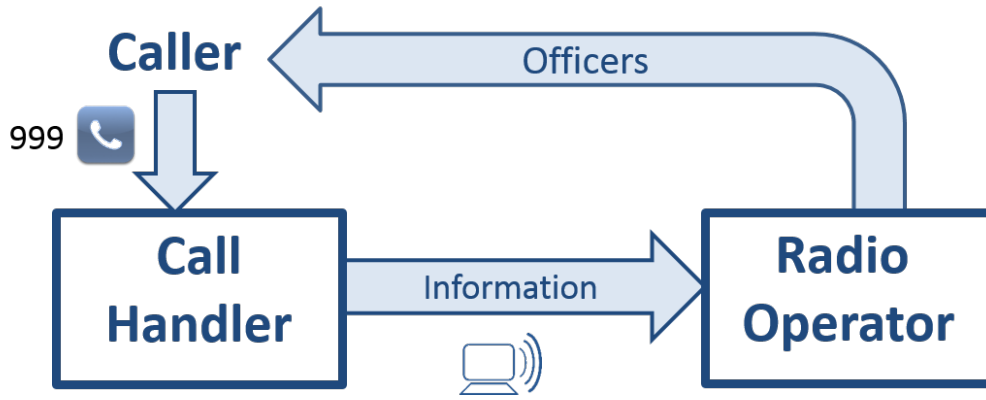 Caller
Officers
999
Call
Handler
Information
Radio
Operator